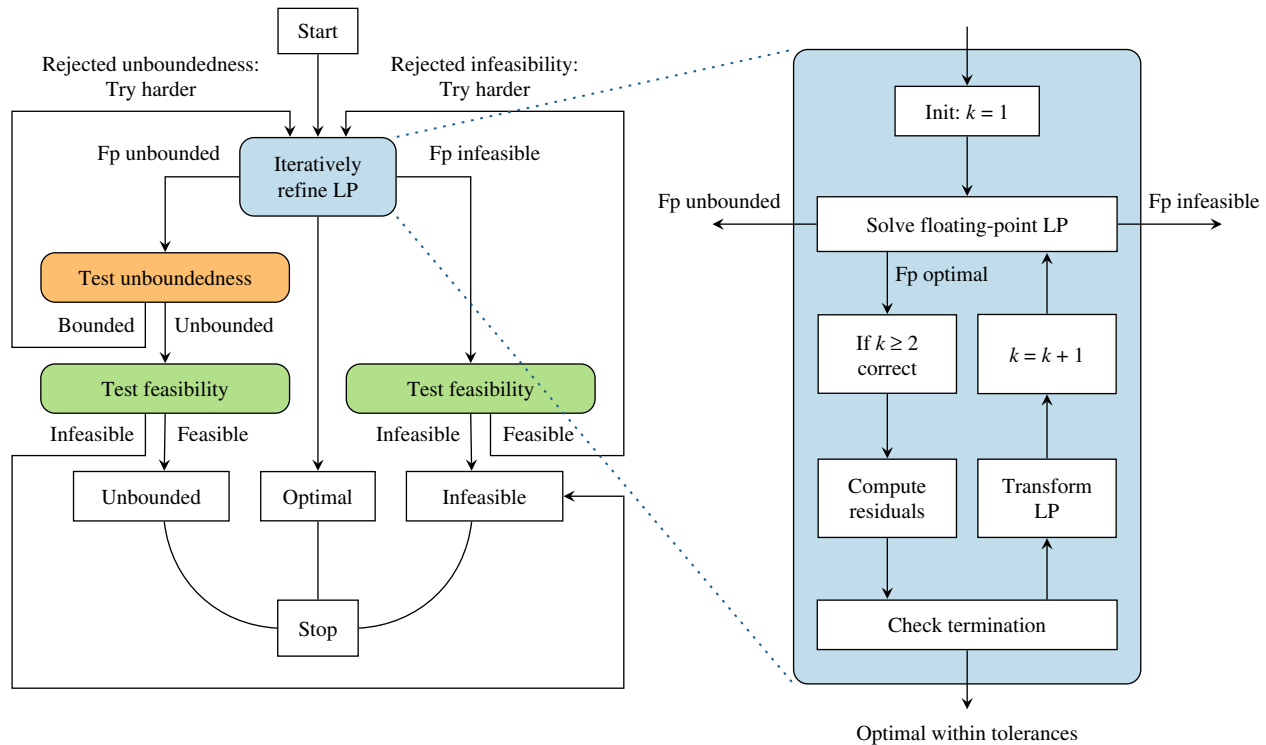 Start
Rejected unboundedness:
Try harder
Rejected infeasibility:
Try harder
Fp unbounded
Iteratively
refine LP
Fp infeasible
Test unboundedness
Bounded
Unbounded
Test feasibility
Test feasibility
Infeasible
Feasible
Infeasible
Feasible
Unbounded
Optimal
Infeasible
Stop
Init: k = 1
Fp unbounded
Solve floating-point LP
Fp infeasible
Fp optimal
If k ≥ 2
correct
k = k + 1
Compute
residuals
Transform
LP
Check termination
Optimal within tolerances